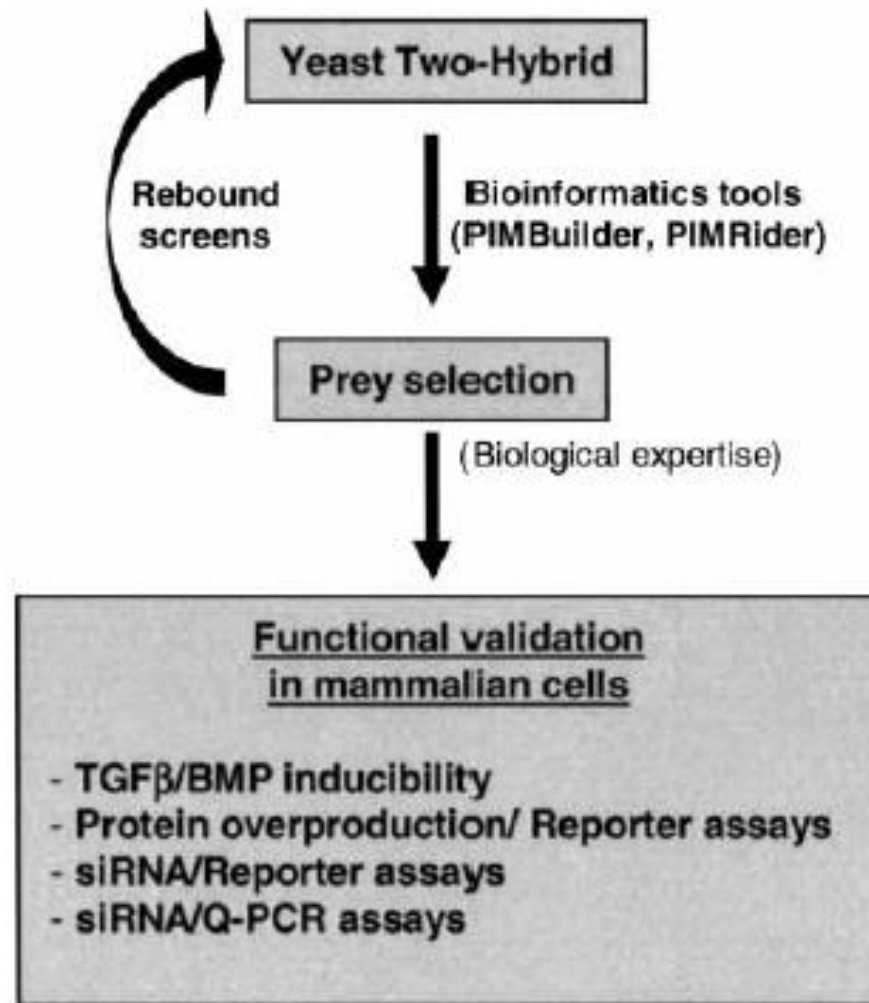 Yeast Two-Hybrid
Rebound
screens
Bioinformatics tools
(PIMBuilder, PIMRider)
Prey selection
(Biological expertise)
Functional validation
in mammalian cells
- TGFβ/BMP inducibility
- Protein overproduction/ Reporter assays
- siRNA/Reporter assays
- siRNA/Q-PCR assays